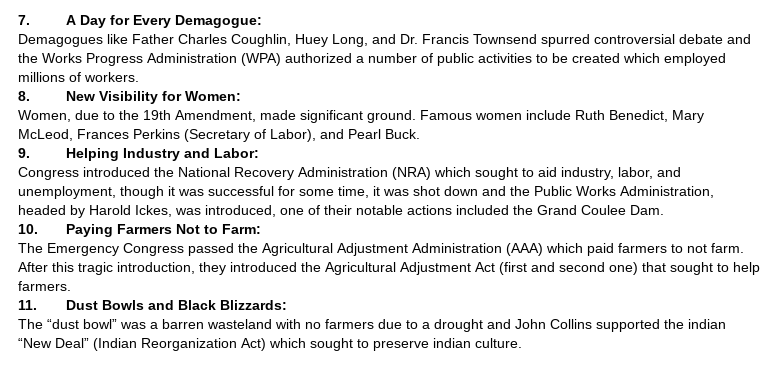 7. A Day for Every Demagogue:
Demagogues like Father Charles Coughlin, Huey Long, and Dr. Francis Townsend spurred controversial debate and
the Works Progress Administration (WPA) authorized a number of public activities to be created which employed
millions of workers.
8. New Visibility for Women:
Women, due to the 19th Amendment, made significant ground. Famous women include Ruth Benedict, Mary
McLeod, Frances Perkins (Secretary of Labor), and Pearl Buck.
9. Helping Industry and Labor:
Congress introduced the National Recovery Administration (NRA) which sought to aid industry, labor, and
unemployment, though it was successful for some time, it was shot down and the Public Works Administration,
headed by Harold Ickes, was introduced, one of their notable actions included the Grand Coulee Dam.
10. Paying Farmers Not to Farm:
The Emergency Congress passed the Agricultural Adjustment Administration (AAA) which paid farmers to not farm.
After this tragic introduction, they introduced the Agricultural Adjustment Act (first and second one) that sought to help
farmers.
11. Dust Bowls and Black Blizzards:
The “dust bowl” was a barren wasteland with no farmers due to a drought and John Collins supported the indian
“New Deal” (Indian Reorganization Act) which sought to preserve indian culture.